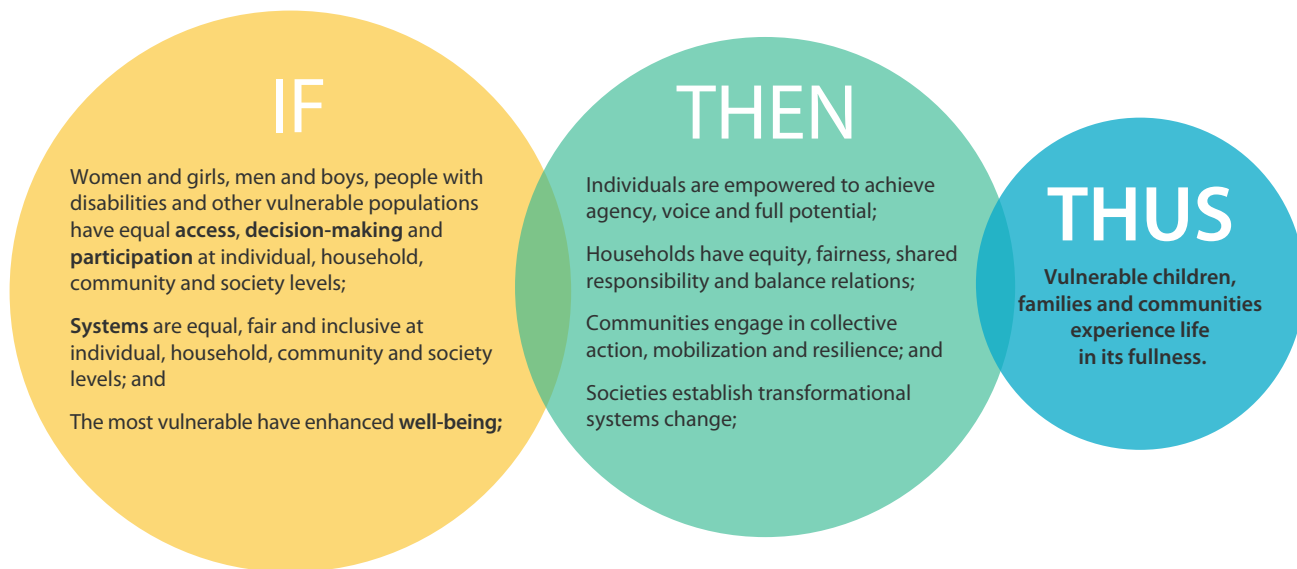 IF
Women and girls, men and boys, people with
disabilities and other vulnerable populations
have equal access, decision-making and
participation at individual, household,
community and society levels;
Systems are equal, fair and inclusive at
individual, household, community and society
levels; and
The most vulnerable have enhanced well-being;
THEN
Individuals are empowered to achieve
agency, voice and full potential;
Households have equity, fairness, shared
responsibility and balance relations;
Communities engage in collective
action, mobilization and resilience; and
Societies establish transformational
systems change;
THUS
Vulnerable children,
families and communities
experience life
in its fullness.